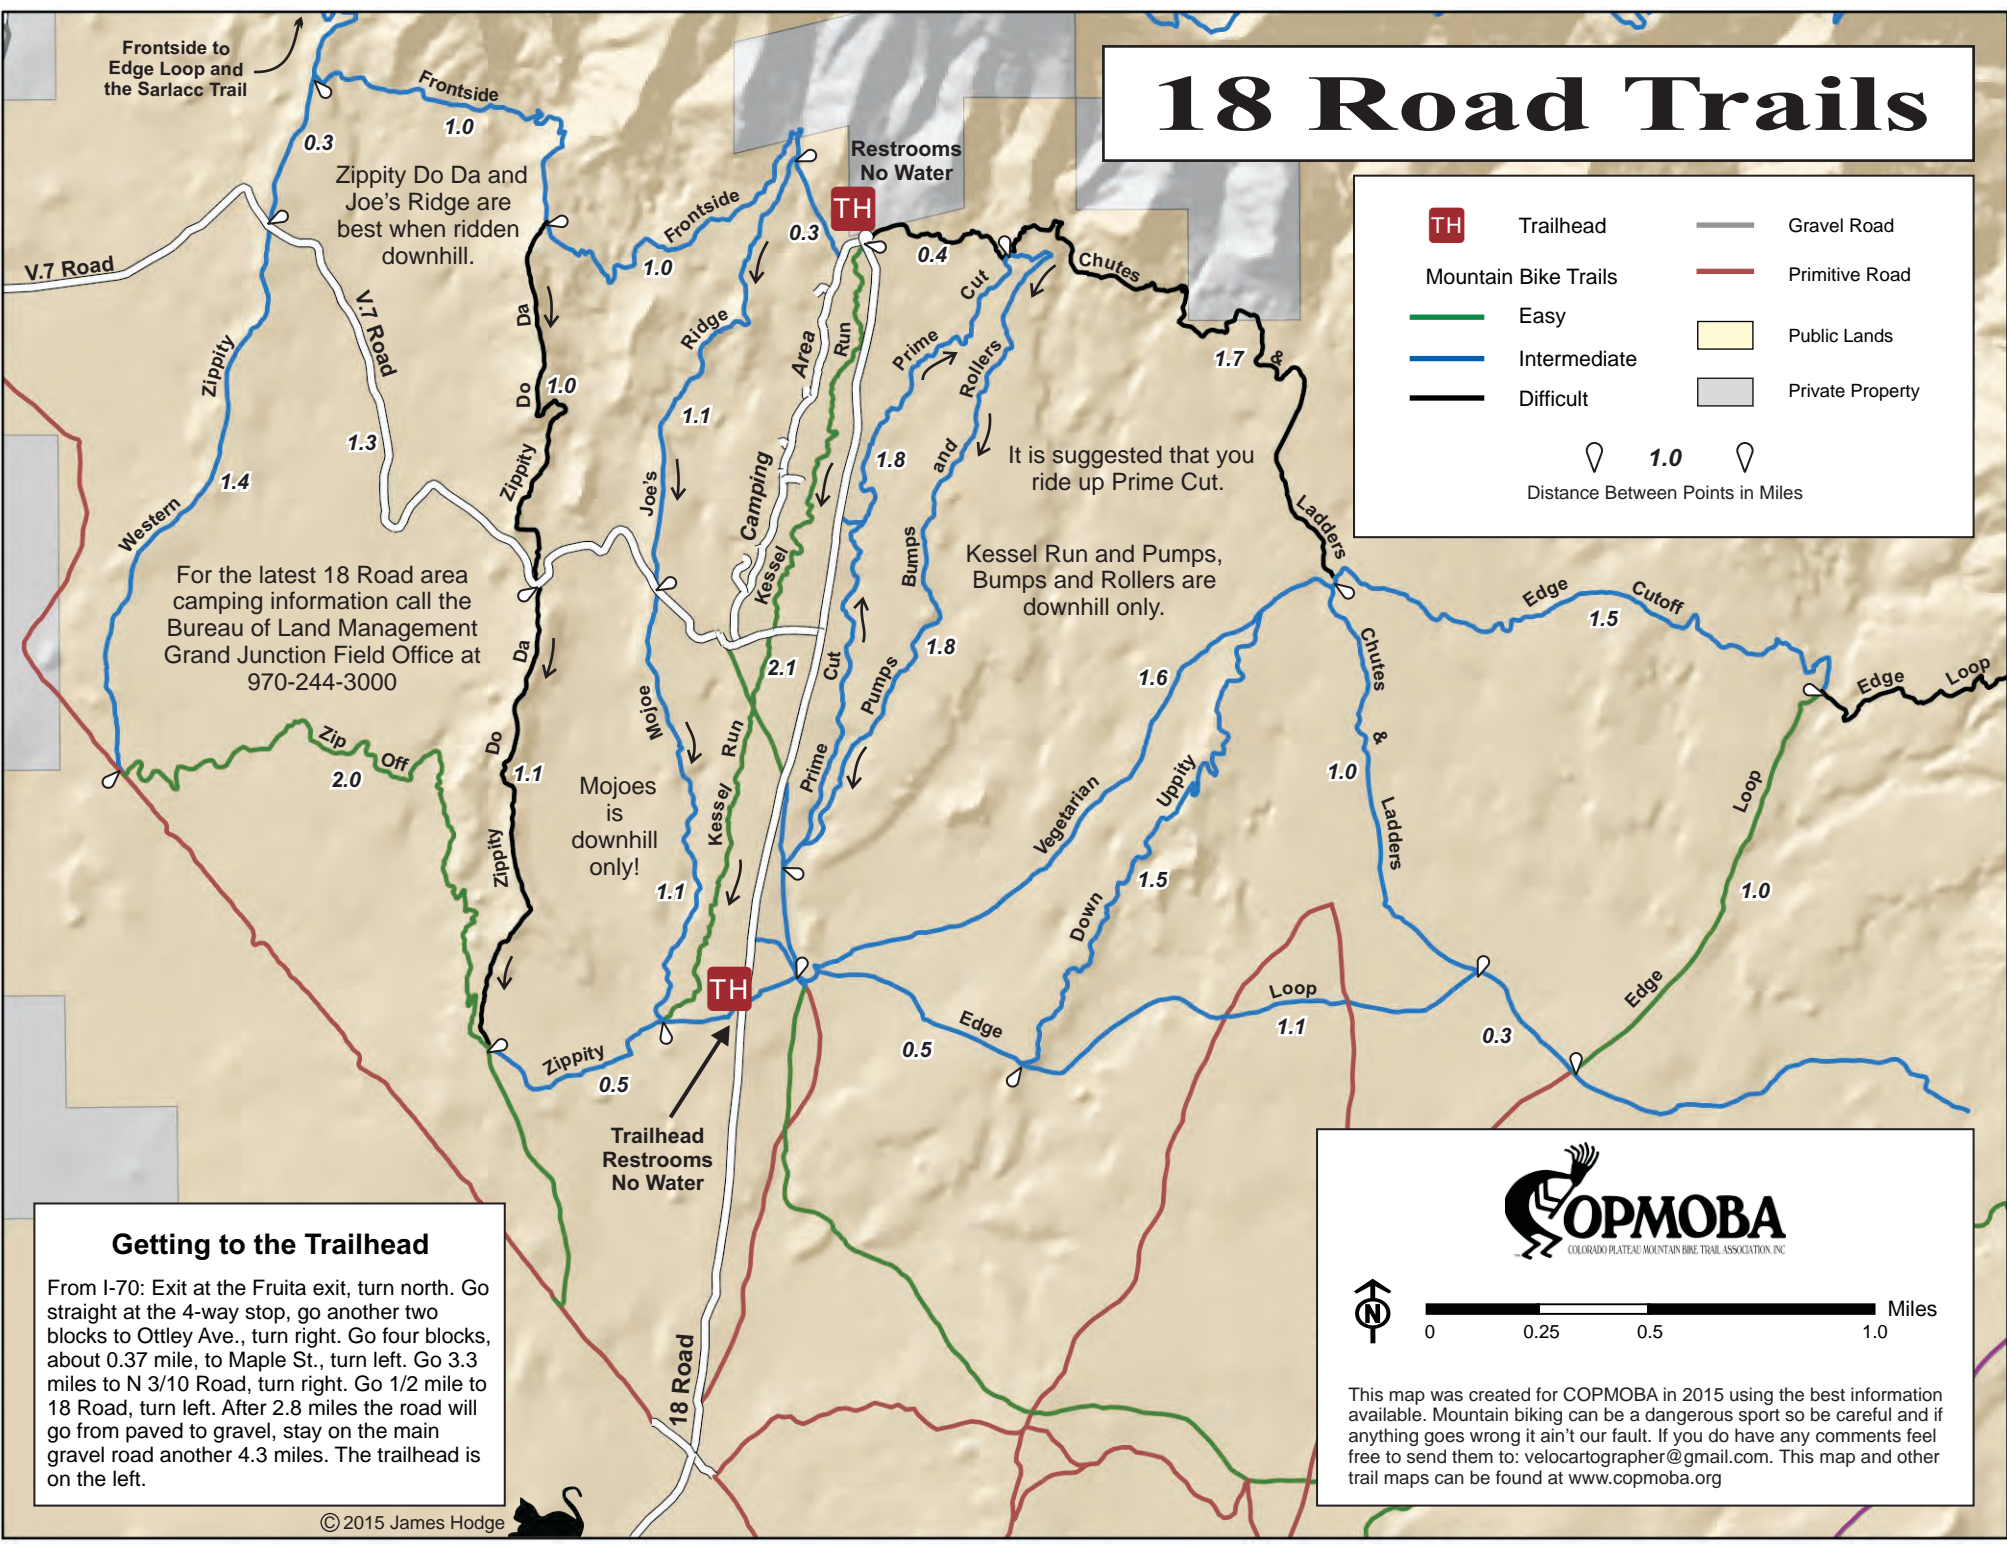 18 Road Trails
Frontside to
Edge Loop and
the Sarlacc Trail
Frontside
1.0
0.3
Zippity Do Da and
Joe's Ridge are
best when ridden
downhill.
Restrooms
No Water
TH
Frontside
1.0
0.3
0.4
Chutes
&
Ladders
1.7
V.7 Road
V.7 Road
1.3
Western
Zippity
1.4
Zippity
Do
Da
1.0
Joe's
Ridge
1.1
Camping
Area
Kessel
Run
2.1
Prime
Cut
1.8
Pumps
Bumps
and
Rollers
1.8
It is suggested that you
ride up Prime Cut.
Kessel Run and Pumps,
Bumps and Rollers are
downhill only.
TH
Trailhead
Mountain Bike Trails
Easy
Intermediate
Difficult
Gravel Road
Primitive Road
Public Lands
Private Property
1.0
Distance Between Points in Miles
For the latest 18 Road area
camping information call the
Bureau of Land Management
Grand Junction Field Office at
970-244-3000
Edge
Cutoff
1.5
Edge
Loop
Zip
Off
2.0
Zippity
Do
Da
1.1
Mojoe
1.1
Mojoes
is
downhill
only!
Kessel
Run
Prime
Cut
Vegetarian
1.6
Down
Uppity
1.5
Chutes
&
Ladders
1.0
Edge
Loop
1.0
TH
Zippity
0.5
Edge
0.5
Loop
1.1
0.3
Trailhead
Restrooms
No Water
18 Road
Getting to the Trailhead
From I-70: Exit at the Fruita exit, turn north. Go
straight at the 4-way stop, go another two
blocks to Ottley Ave., turn right. Go four blocks,
about 0.37 mile, to Maple St., turn left. Go 3.3
miles to N 3/10 Road, turn right. Go 1/2 mile to
18 Road, turn left. After 2.8 miles the road will
go from paved to gravel, stay on the main
gravel road another 4.3 miles. The trailhead is
on the left.
© 2015 James Hodge
COPMOBA
COLORADO PLATEAU MOUNTAIN BIKE TRAIL ASSOCIATION, INC
N
Miles
0 0.25 0.5 1.0
This map was created for COPMOBA in 2015 using the best information
available. Mountain biking can be a dangerous sport so be careful and if
anything goes wrong it ain't our fault. If you do have any comments feel
free to send them to: velocartographer@gmail.com. This map and other
trail maps can be found at www.copmoba.org